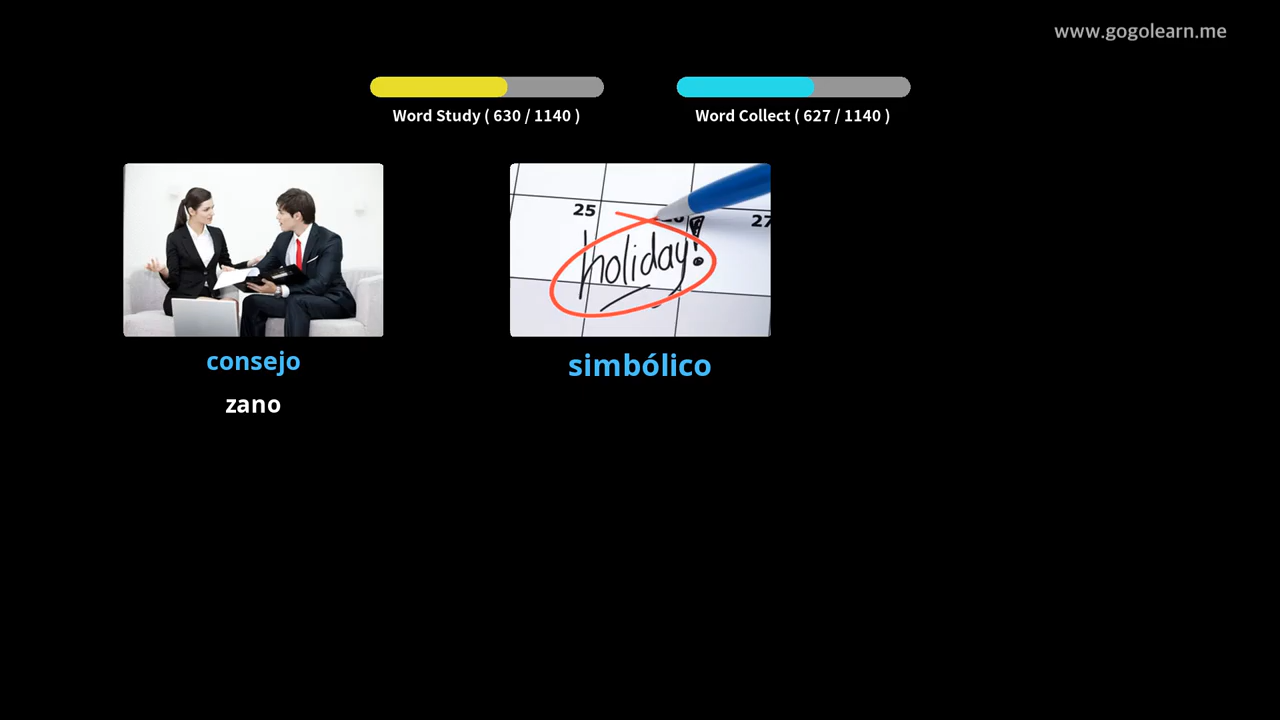 www.gogolearn.me
Word Study ( 630 / 1140 )
Word Collect ( 627 / 1140 )
25
27
holiday!
consejo
simbólico
zano